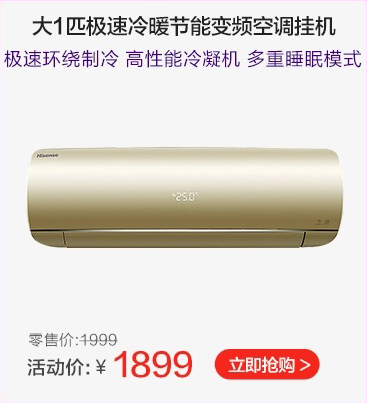 大1匹极速冷暖节能变频空调挂机
极速环绕制冷 高性能冷凝机 多重睡眠模式
Hisense
25.0°
零售价:1999
活动价:¥1899
立即抢购 >